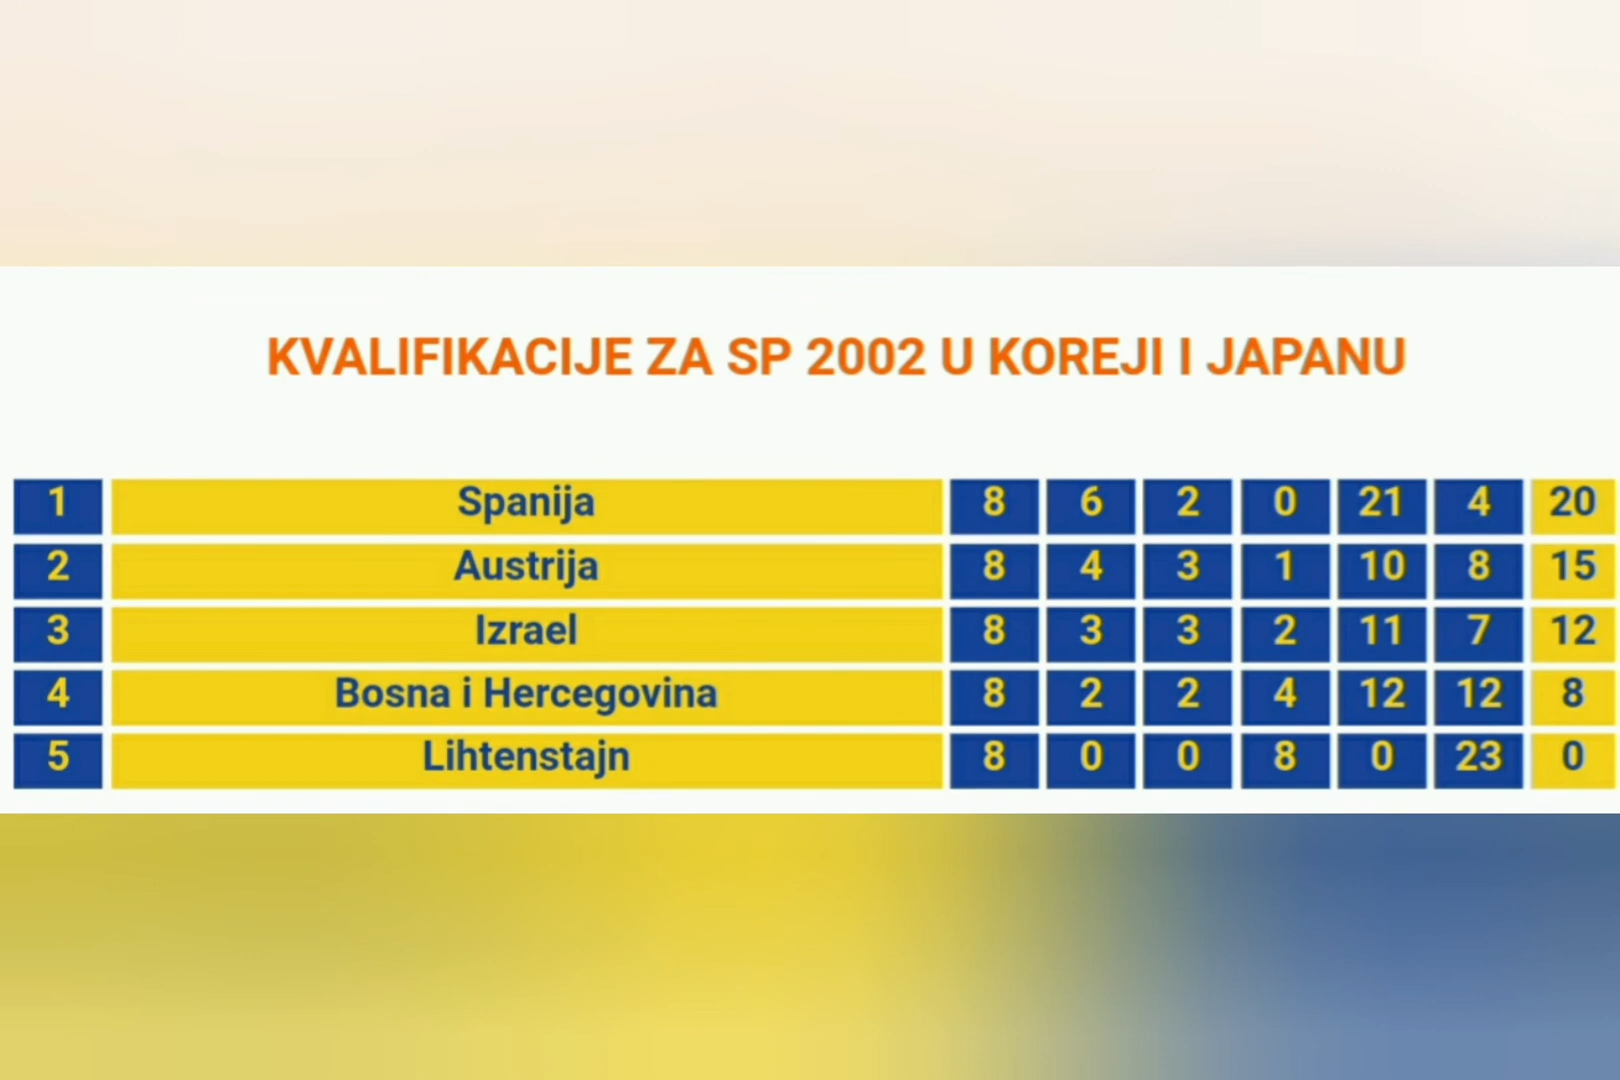 KVALIFIKACIJE ZA SP 2002 U KOREJI I JAPANU
1 Spanija 8 6 2 0 21 4 20
2 Austrija 8 4 3 1 10 8 15
3 Izrael 8 3 3 2 11 7 12
4 Bosna i Hercegovina 8 2 2 4 12 12 8
5 Lihtenstajn 8 0 0 8 0 23 0